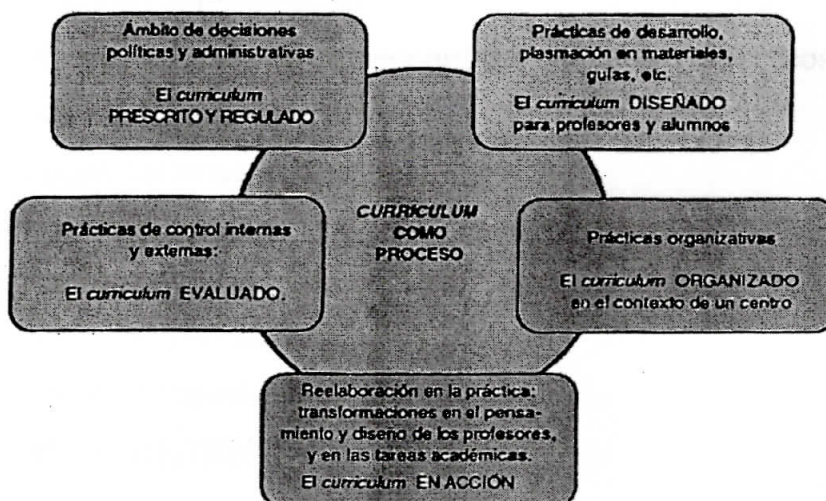 Ámbito de decisiones
políticas y administrativas
El curriculum
PRESCRITO Y REGULADO
Prácticas de desarrollo,
plasmación en materiales,
guías, etc.
El curriculum DISEÑADO
para profesores y alumnos
CURRICULUM
COMO
PROCESO
Prácticas de control internas
y externas:
El curriculum EVALUADO.
Prácticas organizativas
El curriculum ORGANIZADO
en el contexto de un centro
Reelaboración en la práctica:
transformaciones en el pensa-
miento y diseño de los profesores,
y en las tareas académicas.
El curriculum EN ACCIÓN